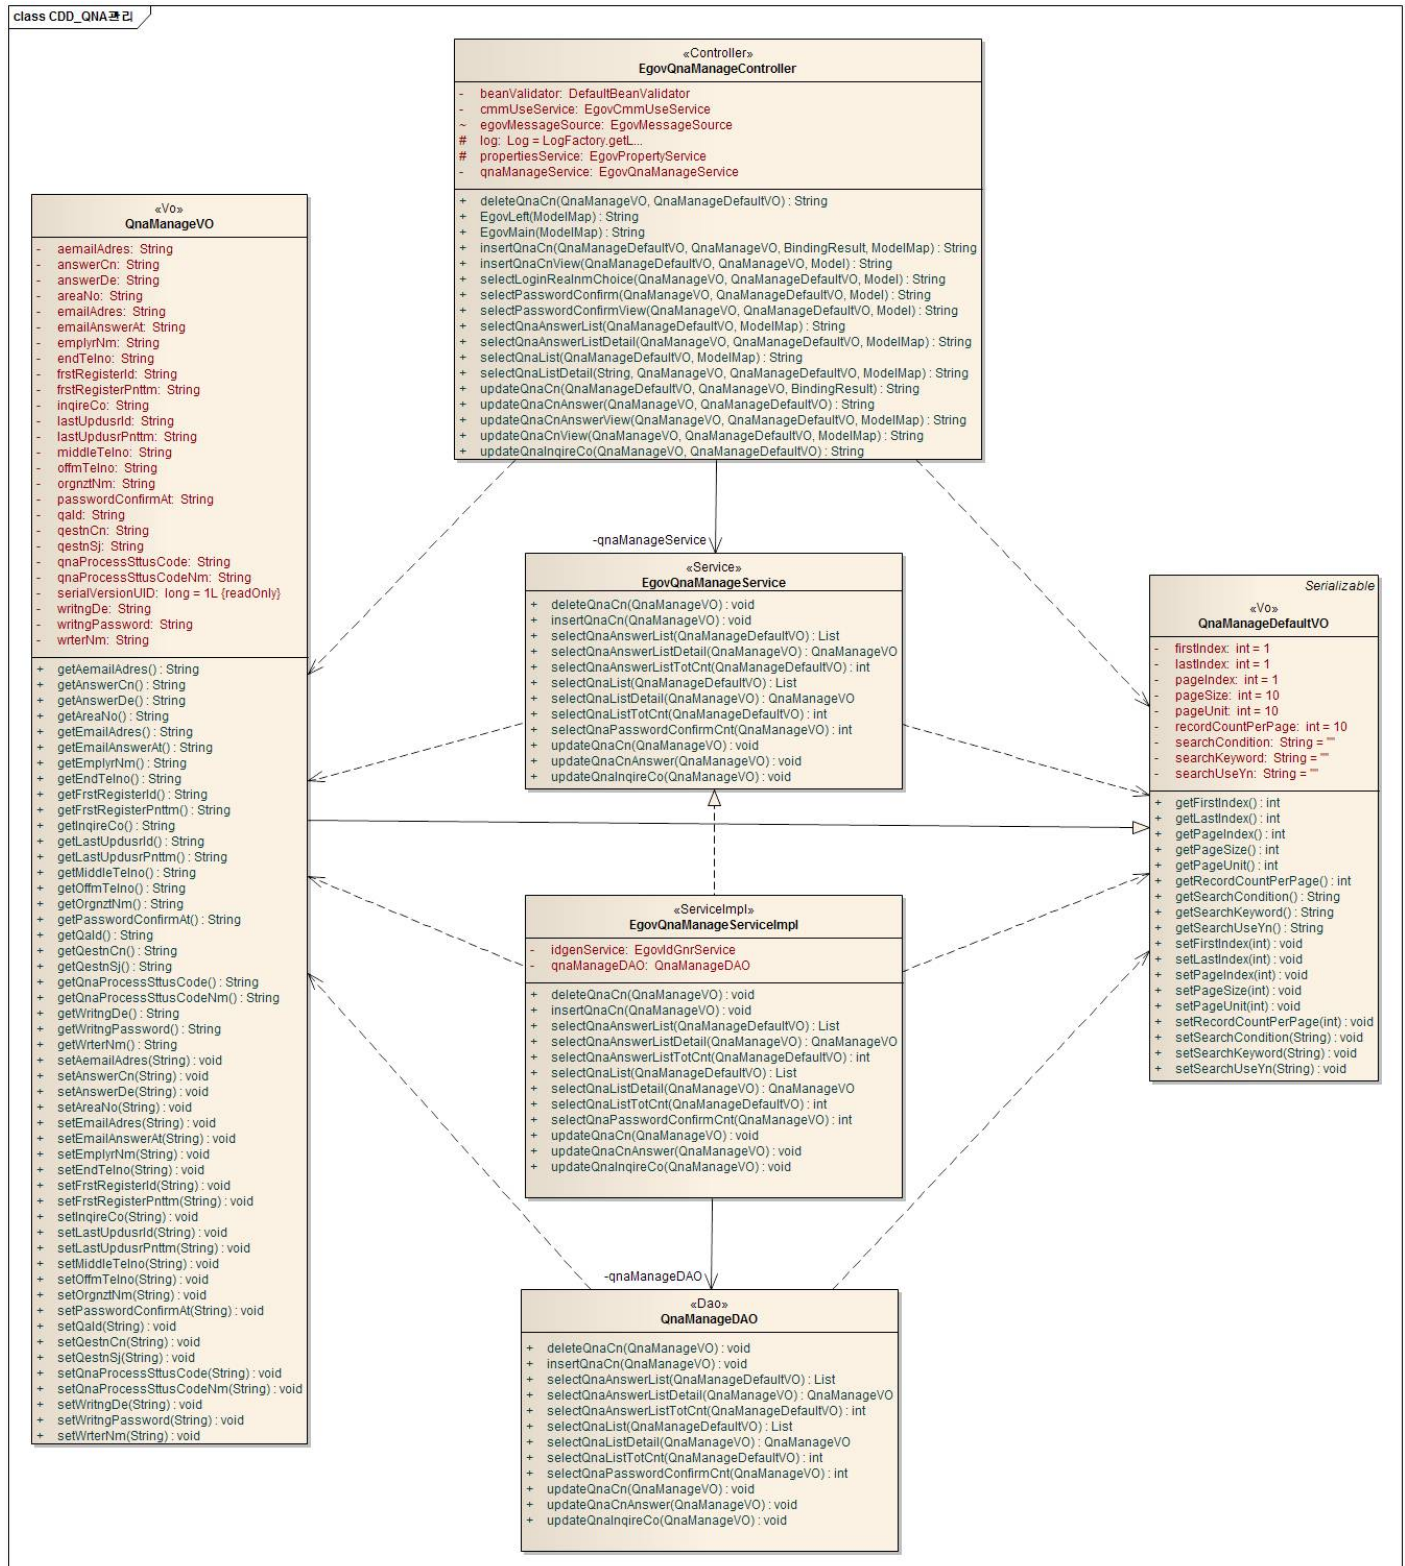 class CDD_QNA관리
«Controller»
EgovQnaManageController
- beanValidator: DefaultBeanValidator
- cmmUseService: EgovCmmUseService
~ egovMessageSource: EgovMessageSource
# log: Log = LogFactory.getL...
# propertiesService: EgovPropertyService
- qnaManageService: EgovQnaManageService
+ deleteQnaCn(QnaManageVO, QnaManageDefaultVO) : String
+ EgovLeft(ModelMap) : String
+ EgovMain(ModelMap) : String
+ insertQnaCn(QnaManageDefaultVO, QnaManageVO, BindingResult, ModelMap) : String
+ insertQnaCnView(QnaManageDefaultVO, QnaManageVO, Model) : String
+ selectLoginRealnmChoice(QnaManageVO, QnaManageDefaultVO, Model) : String
+ selectPasswordConfirm(QnaManageVO, QnaManageDefaultVO, Model) : String
+ selectPasswordConfirmView(QnaManageVO, QnaManageDefaultVO, Model) : String
+ selectQnaAnswerList(QnaManageDefaultVO, ModelMap) : String
+ selectQnaAnswerListDetail(QnaManageVO, QnaManageDefaultVO, ModelMap) : String
+ selectQnaList(QnaManageDefaultVO, ModelMap) : String
+ selectQnaListDetail(String, QnaManageVO, QnaManageDefaultVO, ModelMap) : String
+ updateQnaCn(QnaManageDefaultVO, QnaManageVO, BindingResult) : String
+ updateQnaCnAnswer(QnaManageVO, QnaManageDefaultVO) : String
+ updateQnaCnAnswerView(QnaManageVO, QnaManageDefaultVO, ModelMap) : String
+ updateQnaCnView(QnaManageVO, QnaManageDefaultVO, ModelMap) : String
+ updateQnaInqireCo(QnaManageVO, QnaManageDefaultVO) : String
«Vo»
QnaManageVO
- aemailAdres: String
- answerCn: String
- answerDe: String
- areaNo: String
- emailAdres: String
- emailAnswerAt: String
- emplyrNm: String
- endTelno: String
- frstRegisterId: String
- frstRegisterPnttm: String
- inqireCo: String
- lastUpdusrId: String
- lastUpdusrPnttm: String
- middleTelno: String
- offmTelno: String
- orgnztNm: String
- passwordConfirmAt: String
- qaId: String
- qestnCn: String
- qestnSj: String
- qnaProcessSttusCode: String
- qnaProcessSttusCodeNm: String
- serialVersionUID: long = 1L {readOnly}
- writngDe: String
- writngPassword: String
- wrterNm: String
+ getAemailAdres() : String
+ getAnswerCn() : String
+ getAnswerDe() : String
+ getAreaNo() : String
+ getEmailAdres() : String
+ getEmailAnswerAt() : String
+ getEmplyrNm() : String
+ getEndTelno() : String
+ getFrstRegisterId() : String
+ getFrstRegisterPnttm() : String
+ getInqireCo() : String
+ getLastUpdusrId() : String
+ getLastUpdusrPnttm() : String
+ getMiddleTelno() : String
+ getOffmTelno() : String
+ getOrgnztNm() : String
+ getPasswordConfirmAt() : String
+ getQaId() : String
+ getQestnCn() : String
+ getQestnSj() : String
+ getQnaProcessSttusCode() : String
+ getQnaProcessSttusCodeNm() : String
+ getWritngDe() : String
+ getWritngPassword() : String
+ getWrterNm() : String
+ setAemailAdres(String) : void
+ setAnswerCn(String) : void
+ setAnswerDe(String) : void
+ setAreaNo(String) : void
+ setEmailAdres(String) : void
+ setEmailAnswerAt(String) : void
+ setEmplyrNm(String) : void
+ setEndTelno(String) : void
+ setFrstRegisterId(String) : void
+ setFrstRegisterPnttm(String) : void
+ setInqireCo(String) : void
+ setLastUpdusrId(String) : void
+ setLastUpdusrPnttm(String) : void
+ setMiddleTelno(String) : void
+ setOffmTelno(String) : void
+ setOrgnztNm(String) : void
+ setPasswordConfirmAt(String) : void
+ setQaId(String) : void
+ setQestnCn(String) : void
+ setQestnSj(String) : void
+ setQnaProcessSttusCode(String) : void
+ setQnaProcessSttusCodeNm(String) : void
+ setWritngDe(String) : void
+ setWritngPassword(String) : void
+ setWrterNm(String) : void
-qnaManageService
«Service»
EgovQnaManageService
+ deleteQnaCn(QnaManageVO) : void
+ insertQnaCn(QnaManageVO) : void
+ selectQnaAnswerList(QnaManageDefaultVO) : List
+ selectQnaAnswerListDetail(QnaManageVO) : QnaManageVO
+ selectQnaAnswerListTotCnt(QnaManageDefaultVO) : int
+ selectQnaList(QnaManageDefaultVO) : List
+ selectQnaListDetail(QnaManageVO) : QnaManageVO
+ selectQnaListTotCnt(QnaManageDefaultVO) : int
+ selectQnaPasswordConfirmCnt(QnaManageVO) : int
+ updateQnaCn(QnaManageVO) : void
+ updateQnaCnAnswer(QnaManageVO) : void
+ updateQnaInqireCo(QnaManageVO) : void
Serializable
«Vo»
QnaManageDefaultVO
- firstIndex: int = 1
- lastIndex: int = 1
- pageIndex: int = 1
- pageSize: int = 10
- pageUnit: int = 10
- recordCountPerPage: int = 10
- searchCondition: String = ""
- searchKeyword: String = ""
- searchUseYn: String = ""
+ getFirstIndex() : int
+ getLastIndex() : int
+ getPageIndex() : int
+ getPageSize() : int
+ getPageUnit() : int
+ getRecordCountPerPage() : int
+ getSearchCondition() : String
+ getSearchKeyword() : String
+ getSearchUseYn() : String
+ setFirstIndex(int) : void
+ setLastIndex(int) : void
+ setPageIndex(int) : void
+ setPageSize(int) : void
+ setPageUnit(int) : void
+ setRecordCountPerPage(int) : void
+ setSearchCondition(String) : void
+ setSearchKeyword(String) : void
+ setSearchUseYn(String) : void
«ServiceImpl»
EgovQnaManageServiceImpl
- idgenService: EgovIdGnrService
- qnaManageDAO: QnaManageDAO
+ deleteQnaCn(QnaManageVO) : void
+ insertQnaCn(QnaManageVO) : void
+ selectQnaAnswerList(QnaManageDefaultVO) : List
+ selectQnaAnswerListDetail(QnaManageVO) : QnaManageVO
+ selectQnaAnswerListTotCnt(QnaManageDefaultVO) : int
+ selectQnaList(QnaManageDefaultVO) : List
+ selectQnaListDetail(QnaManageVO) : QnaManageVO
+ selectQnaListTotCnt(QnaManageDefaultVO) : int
+ selectQnaPasswordConfirmCnt(QnaManageVO) : int
+ updateQnaCn(QnaManageVO) : void
+ updateQnaCnAnswer(QnaManageVO) : void
+ updateQnaInqireCo(QnaManageVO) : void
-qnaManageDAO
«Dao»
QnaManageDAO
+ deleteQnaCn(QnaManageVO) : void
+ insertQnaCn(QnaManageVO) : void
+ selectQnaAnswerList(QnaManageDefaultVO) : List
+ selectQnaAnswerListDetail(QnaManageVO) : QnaManageVO
+ selectQnaAnswerListTotCnt(QnaManageDefaultVO) : int
+ selectQnaList(QnaManageDefaultVO) : List
+ selectQnaListDetail(QnaManageVO) : QnaManageVO
+ selectQnaListTotCnt(QnaManageDefaultVO) : int
+ selectQnaPasswordConfirmCnt(QnaManageVO) : int
+ updateQnaCn(QnaManageVO) : void
+ updateQnaCnAnswer(QnaManageVO) : void
+ updateQnaInqireCo(QnaManageVO) : void